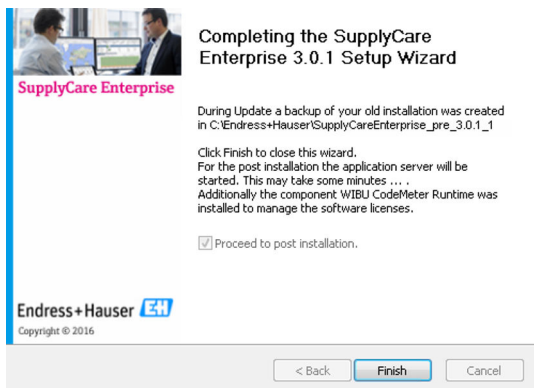 Completing the SupplyCare
Enterprise 3.0.1 Setup Wizard
SupplyCare Enterprise
During Update a backup of your old installation was created
in C:\Endress+Hauser\SupplyCareEnterprise_pre_3.0.1_1
Click Finish to close this wizard.
For the post installation the application server will be
started. This may take some minutes ... .
Additionally the component WIBU CodeMeter Runtime was
installed to manage the software licenses.
Proceed to post installation.
Endress+Hauser EH
Copyright © 2016
< Back
Finish
Cancel